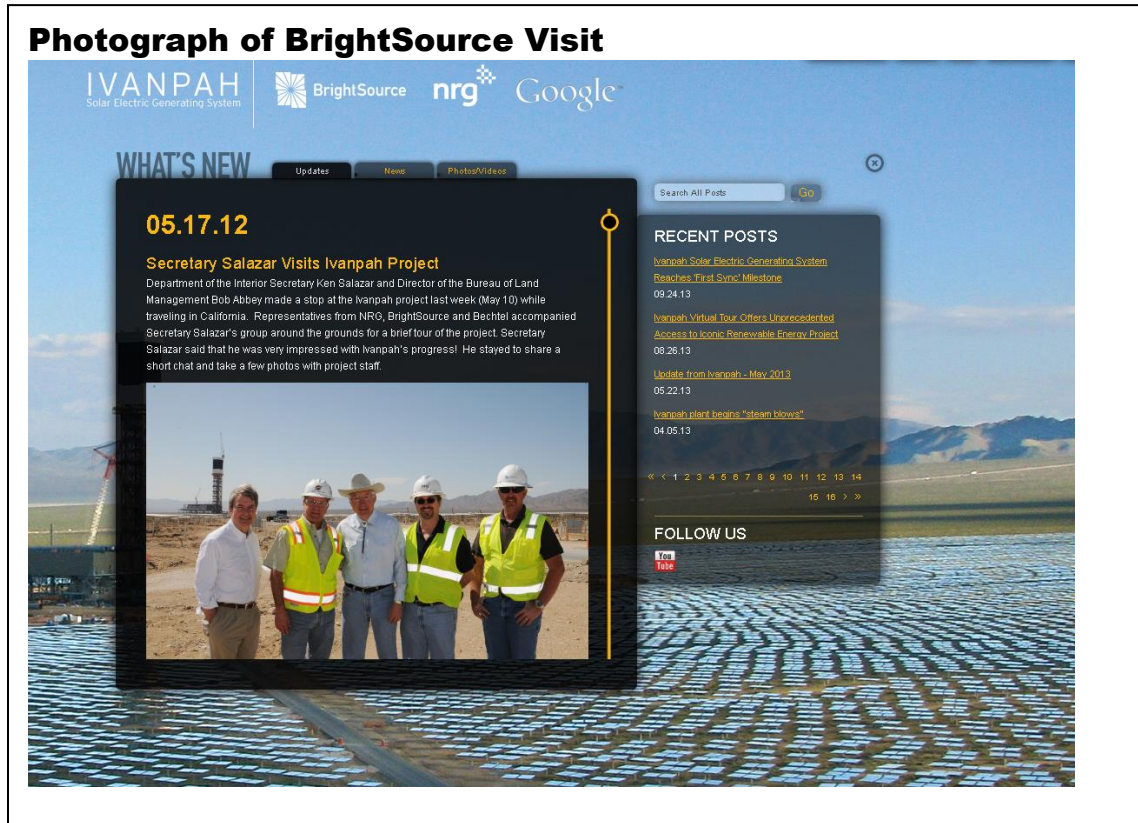 Photograph of BrightSource Visit
IVANPAH
Solar Electric Generating System
BrightSource
nrg
Google
WHAT'S NEW
Updates
News
Photos/Videos
Search All Posts
Go
05.17.12
Secretary Salazar Visits Ivanpah Project
Department of the Interior Secretary Ken Salazar and Director of the Bureau of Land
Management Bob Abbey made a stop at the Ivanpah project last week (May 10) while
traveling in California. Representatives from NRG, BrightSource and Bechtel accompanied
Secretary Salazar's group around the grounds for a brief tour of the project. Secretary
Salazar said that he was very impressed with Ivanpah's progress! He stayed to share a
short chat and take a few photos with project staff.
RECENT POSTS
Ivanpah Solar Electric Generating System
Reaches 'First Sync' Milestone
09.24.13
Ivanpah Virtual Tour Offers Unprecedented
Access to Iconic Renewable Energy Project
08.26.13
Update from Ivanpah - May 2013
05.22.13
Ivanpah plant begins "steam blows"
04.05.13
« < 1 2 3 4 5 6 7 8 9 10 11 12 13 14
15 16 > »
FOLLOW US
You
Tube